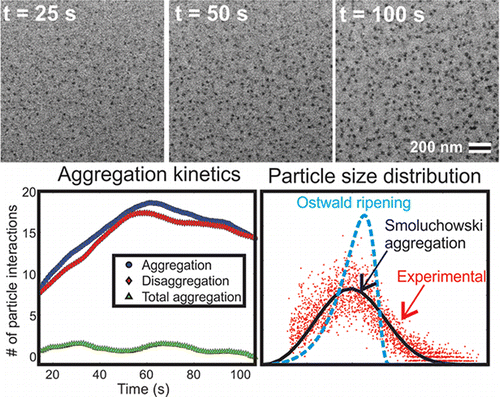 t = 25 s
t = 50 s
t = 100 s
200 nm
Aggregation kinetics
# of particle interactions
20
15
10
5
0
Aggregation
Disaggregation
Total aggregation
20
40
60
80
100
Time (s)
Particle size distribution
Ostwald ripening
Smoluchowski
aggregation
Experimental